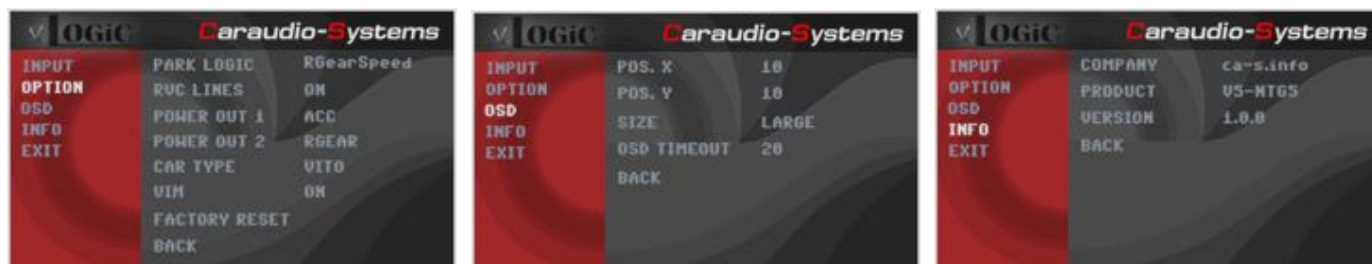 v.LOGiC Caraudio-Systems
INPUT
OPTION
OSD
INFO
EXIT
PARK LOGIC RGearSpeed
RVC LINES ON
POWER OUT 1 ACC
POWER OUT 2 RGEAR
CAR TYPE VITO
VIM ON
FACTORY RESET
BACK
v.LOGiC Caraudio-Systems
INPUT
OPTION
OSD
INFO
EXIT
POS. X 10
POS. Y 10
SIZE LARGE
OSD TIMEOUT 20
BACK
v.LOGiC Caraudio-Systems
INPUT
OPTION
OSD
INFO
EXIT
COMPANY ca-s.info
PRODUCT V5-NTG5
VERSION 1.0.0
BACK